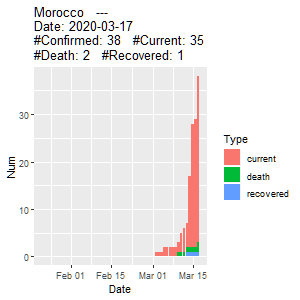 Morocco   ---
Date: 2020-03-17
#Confirmed: 38   #Current: 35
#Death: 2   #Recovered: 1
30
20
10
0
Num
Feb 01   Feb 15   Mar 01   Mar 15
Date
Type
current
death
recovered